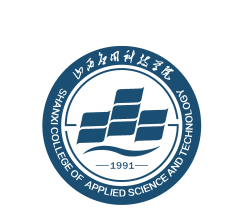 山西应用科技学院
SHANXI COLLEGE OF APPLIED SCIENCE AND TECHNOLOGY
1991